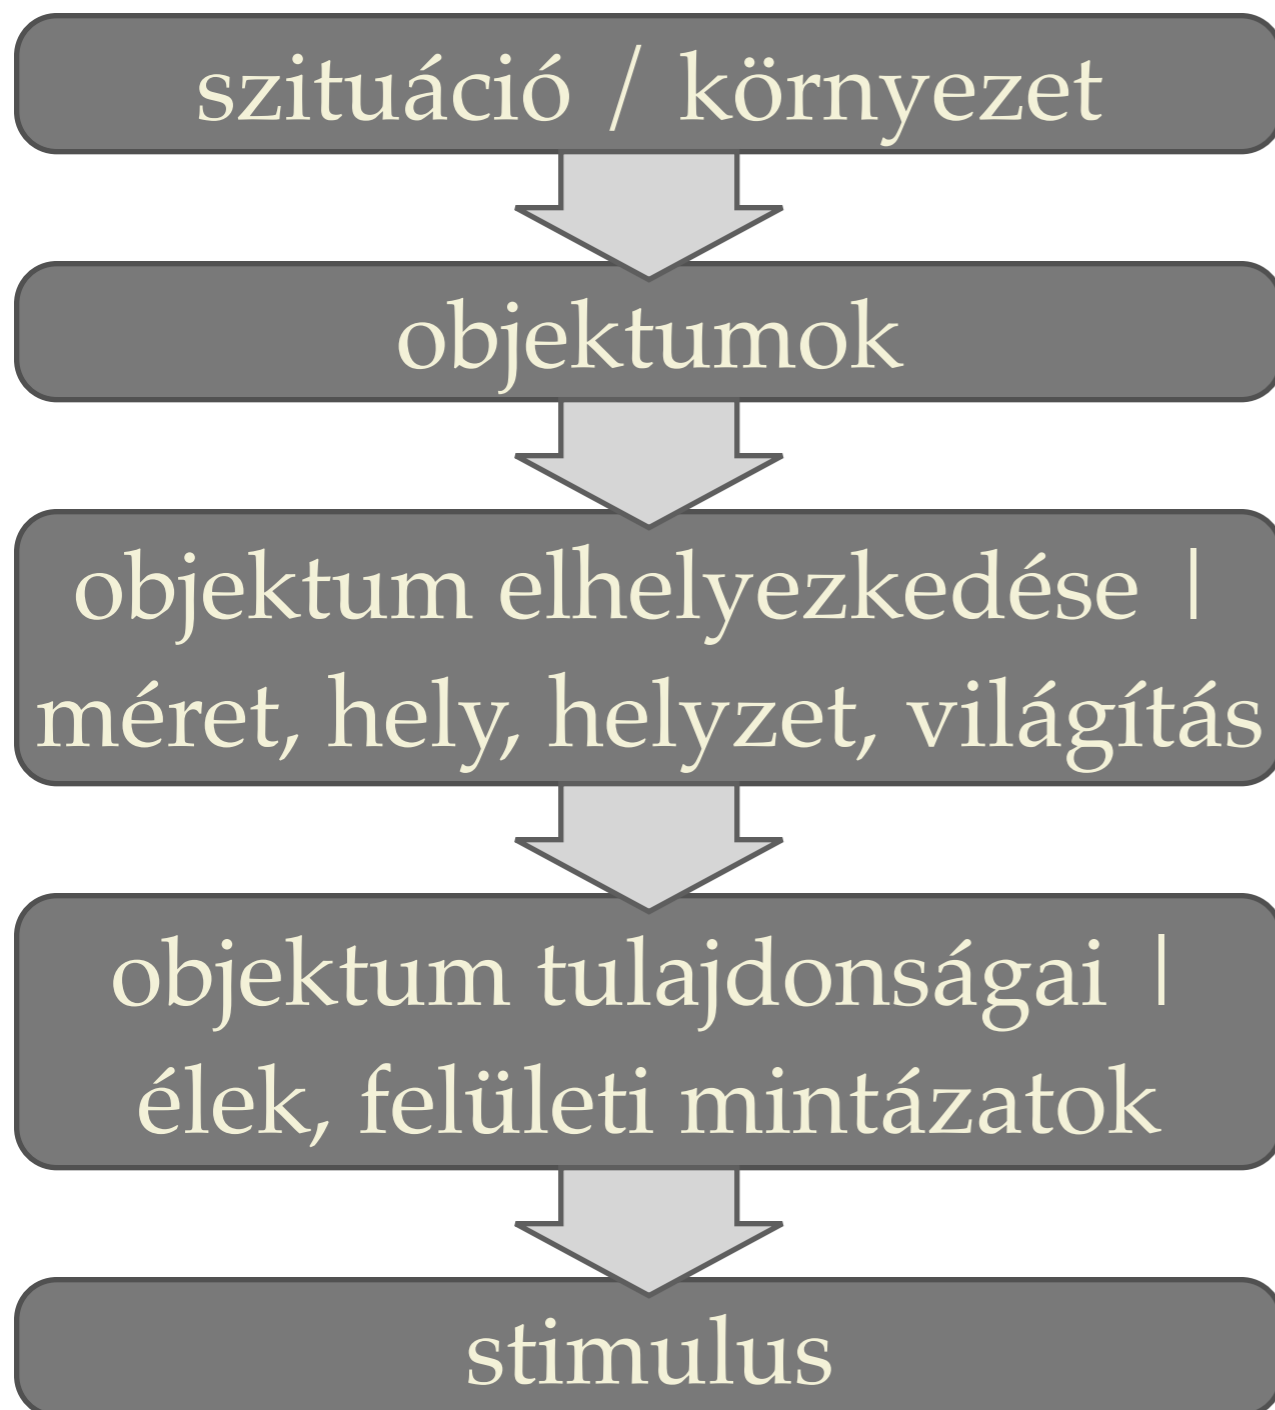 szituáció / környezet
objektumok
objektum elhelyezkedése |
méret, hely, helyzet, világítás
objektum tulajdonságai |
élek, felületi mintázatok
stimulus